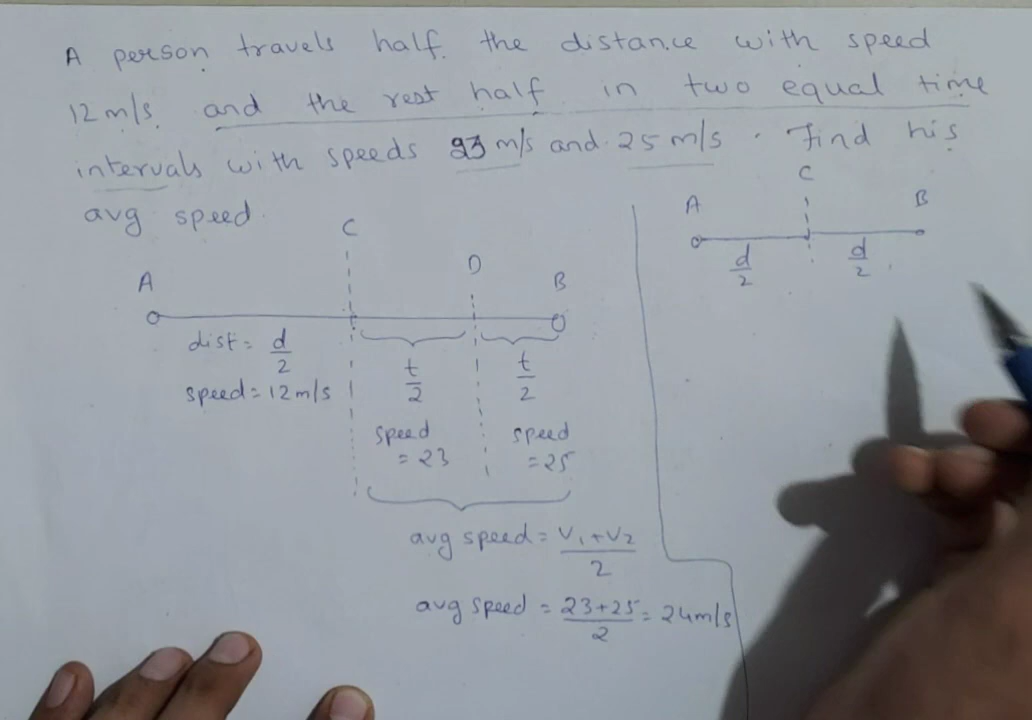 A person travels half the distance with speed
12 m/s and the rest half in two equal time
intervals with speeds 23 m/s and 25 m/s. Find his
avg speed.
A C D B
dist = d/2
speed = 12 m/s
t/2 t/2
speed speed
= 23 = 25
avg speed = V1 + V2 / 2
avg speed = 23+25 / 2 = 24 m/s
A C B
d/2 d/2